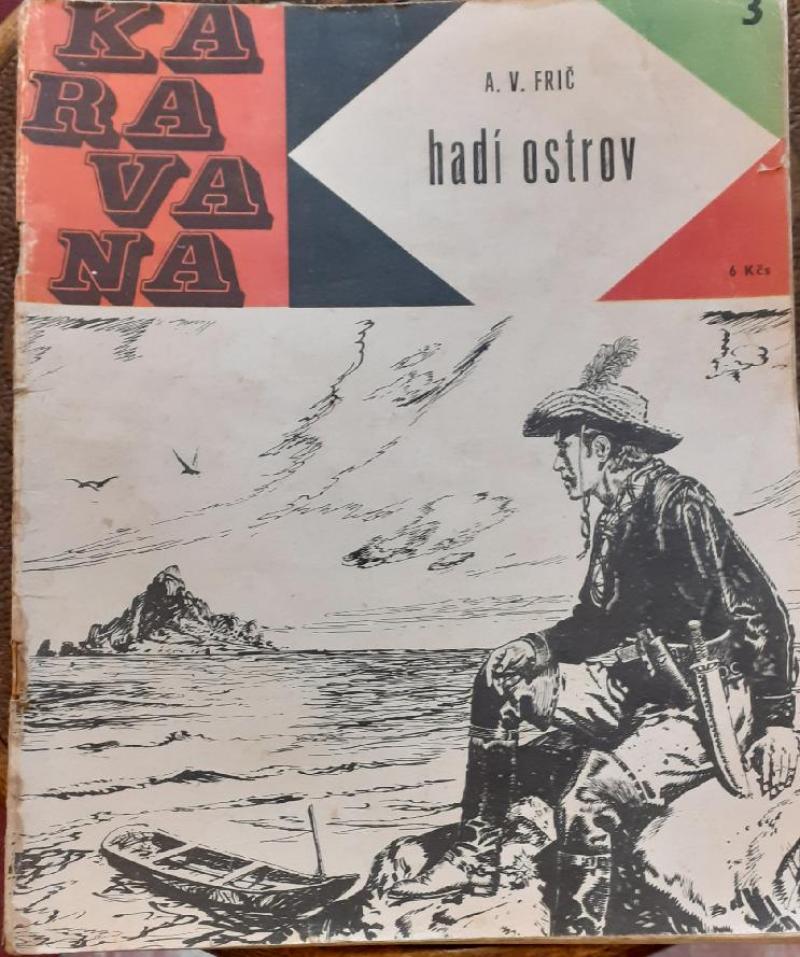 KA
RA
VA
NA
3
A. V. FRIČ
hadí ostrov
6 Kčs